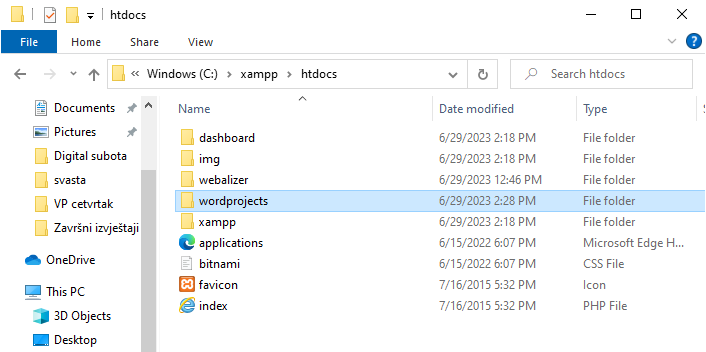 htdocs
File Home Share View
Windows (C:) xampp htdocs Search htdocs
Name Date modified Type
Documents
Pictures
Digital subota
svasta
VP cetvrtak
Završni izvještaji
OneDrive
This PC
3D Objects
Desktop
dashboard 6/29/2023 2:18 PM File folder
img 6/29/2023 2:18 PM File folder
webalizer 6/29/2023 12:46 PM File folder
wordprojects 6/29/2023 2:28 PM File folder
xampp 6/29/2023 2:18 PM File folder
applications 6/15/2022 6:07 PM Microsoft Edge H...
bitnami 6/15/2022 6:07 PM CSS File
favicon 7/16/2015 5:32 PM Icon
index 7/16/2015 5:32 PM PHP File